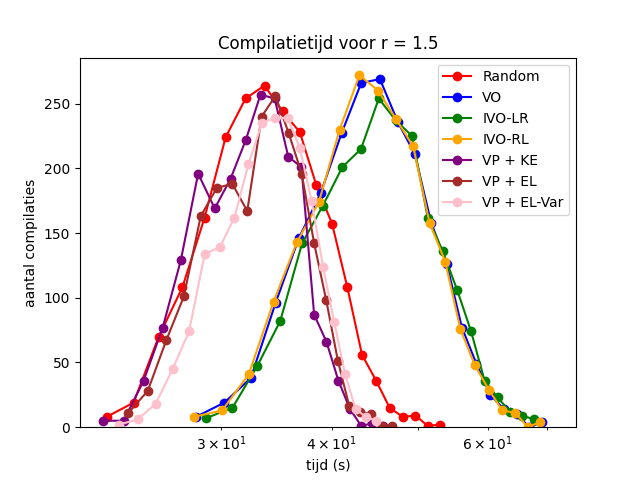 Compilatietijd voor r = 1.5
aantal compilaties
250
200
150
100
50
0
Random
VO
IVO-LR
IVO-RL
VP + KE
VP + EL
VP + EL-Var
3 × 10¹
4 × 10¹
6 × 10¹
tijd (s)